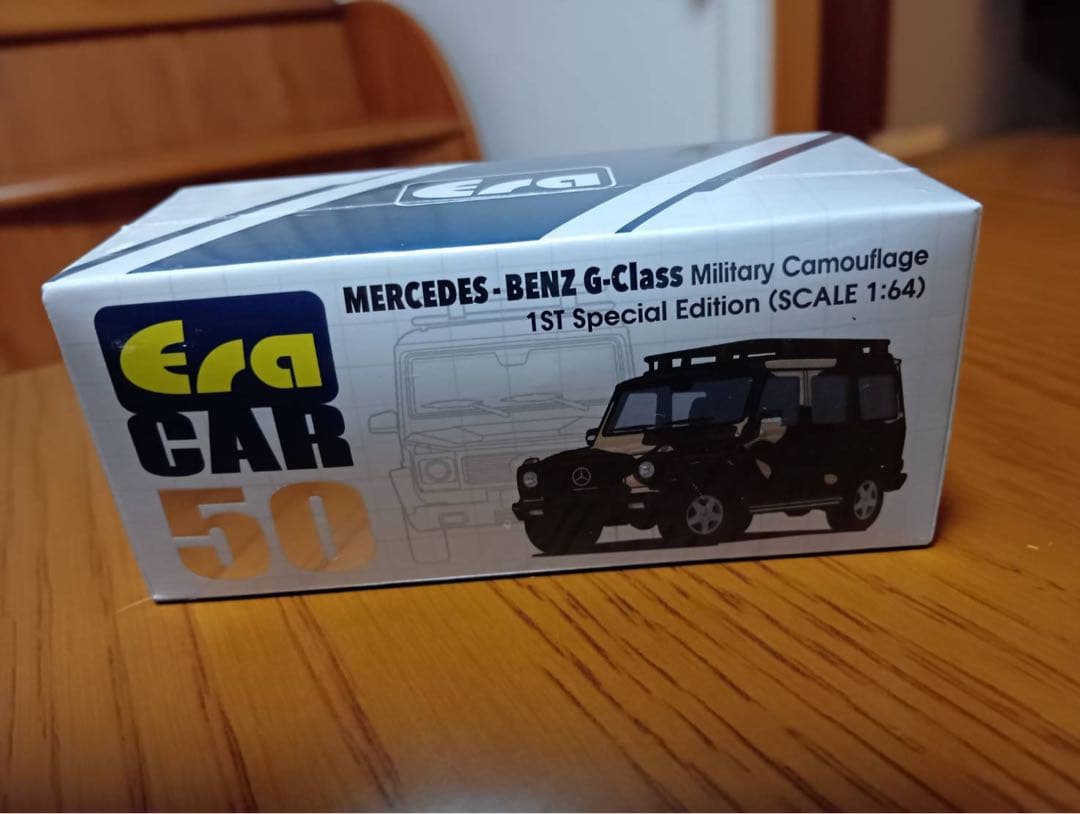 Era
MERCEDES-BENZ G-Class Military Camouflage
1ST Special Edition (SCALE 1:64)
Era
CAR
50